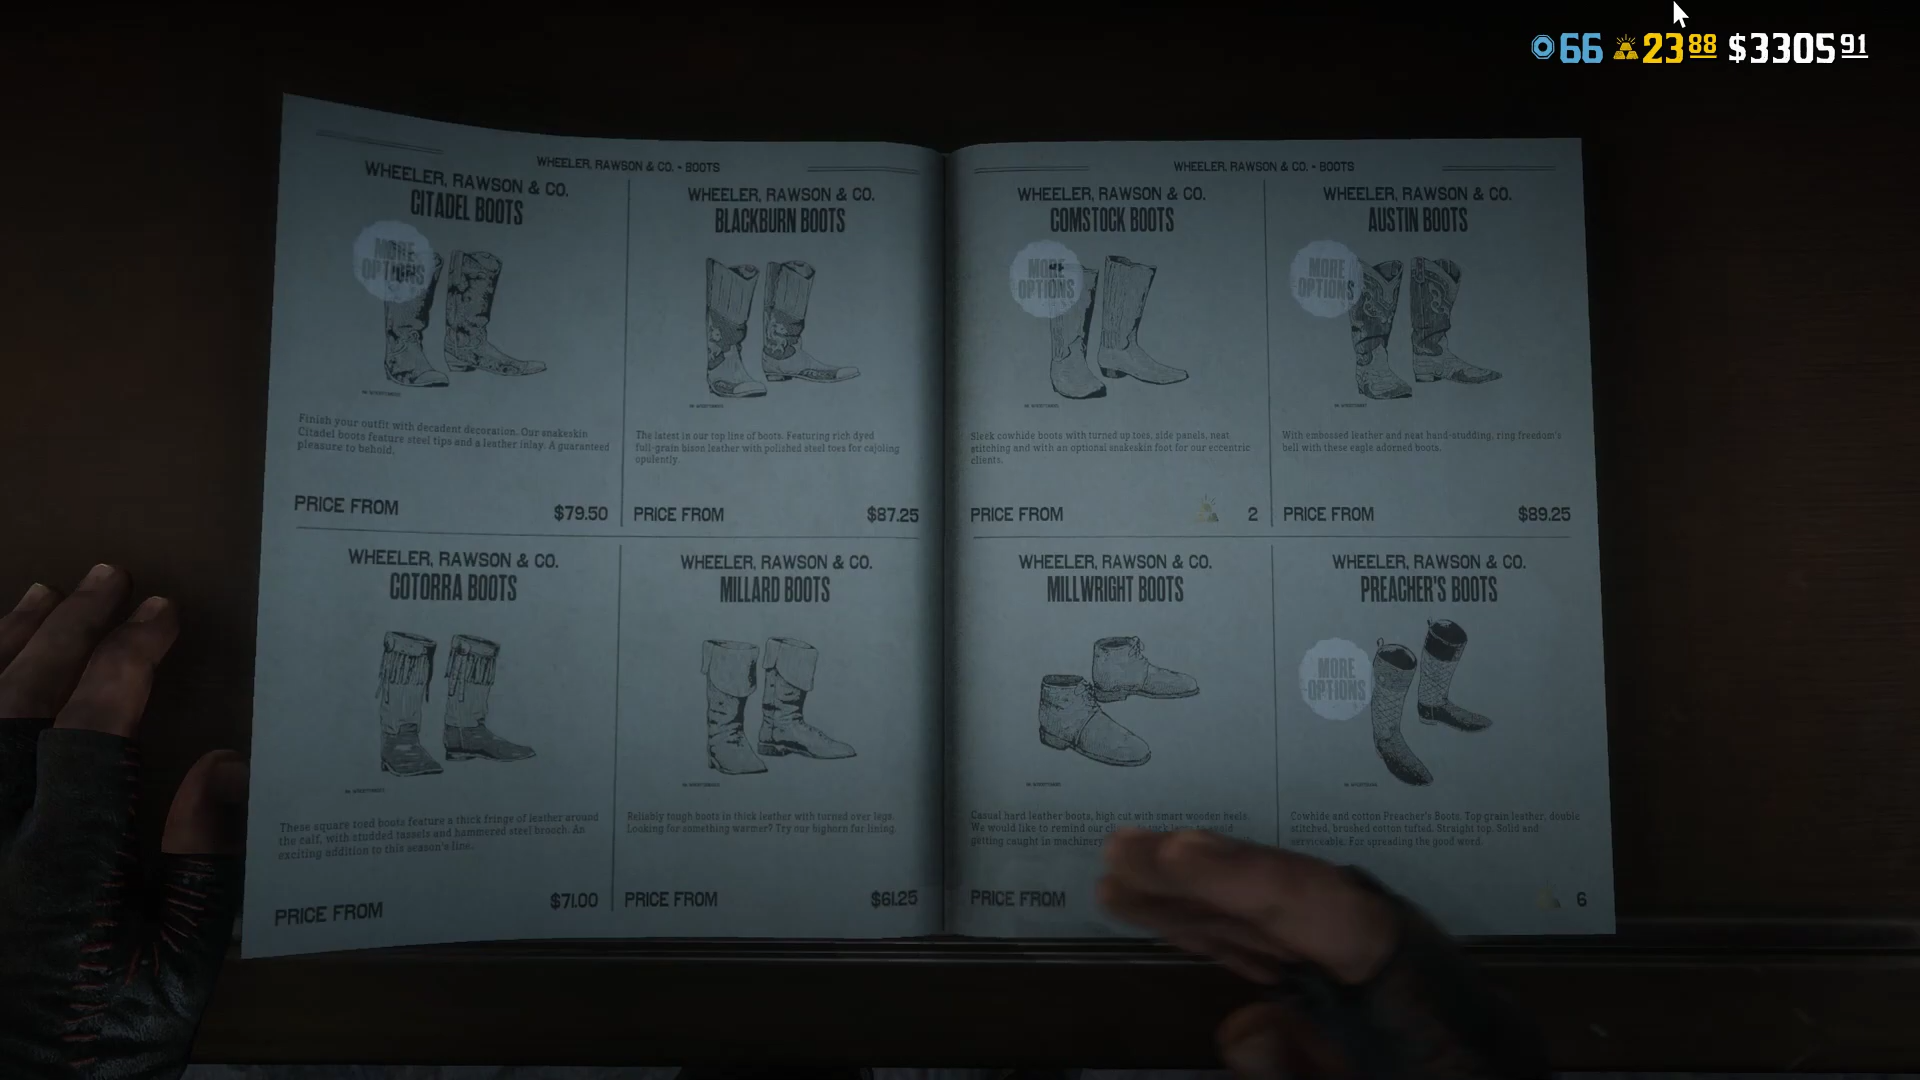 66 23 88 $3305 91
WHEELER, RAWSON & CO. - BOOTS
WHEELER, RAWSON & CO.
CITADEL BOOTS
MORE
OPTIONS
Finish your outfit with decadent decoration. Our snakeskin
Citadel boots feature steel tips and a leather inlay. A guaranteed
pleasure to behold.
PRICE FROM $79.50
WHEELER, RAWSON & CO.
BLACKBURN BOOTS
The latest in our top line of boots. Featuring rich dyed
full-grain bison leather with polished steel toes for cajoling
opulently.
PRICE FROM $87.25
WHEELER, RAWSON & CO.
COTORRA BOOTS
These square toed boots feature a thick fringe of leather around
the calf, with studded tassels and hammered steel brooch. An
exciting addition to this season's line.
PRICE FROM $71.00
WHEELER, RAWSON & CO.
MILLARD BOOTS
Reliably tough boots in thick leather with turned over legs.
Looking for something warmer? Try our bighorn fur lining.
PRICE FROM $61.25
WHEELER, RAWSON & CO. - BOOTS
WHEELER, RAWSON & CO.
COMSTOCK BOOTS
MORE
OPTIONS
Sleek cowhide boots with turned up toes, side panels, neat
stitching and with an optional snakeskin foot for our eccentric
clients.
PRICE FROM 2
WHEELER, RAWSON & CO.
AUSTIN BOOTS
MORE
OPTIONS
With embossed leather and neat hand-studding, ring freedom's
bell with these eagle adorned boots.
PRICE FROM $89.25
WHEELER, RAWSON & CO.
MILLWRIGHT BOOTS
Casual hard leather boots, high cut with smart wooden heels.
We would like to remind our
getting caught in machinery
PRICE FROM
WHEELER, RAWSON & CO.
PREACHER'S BOOTS
MORE
OPTIONS
Cowhide and cotton Preacher's Boots. Top grain leather, double
stitched, brushed cotton tufted. Straight top. Solid and
serviceable. For spreading the good word.
6